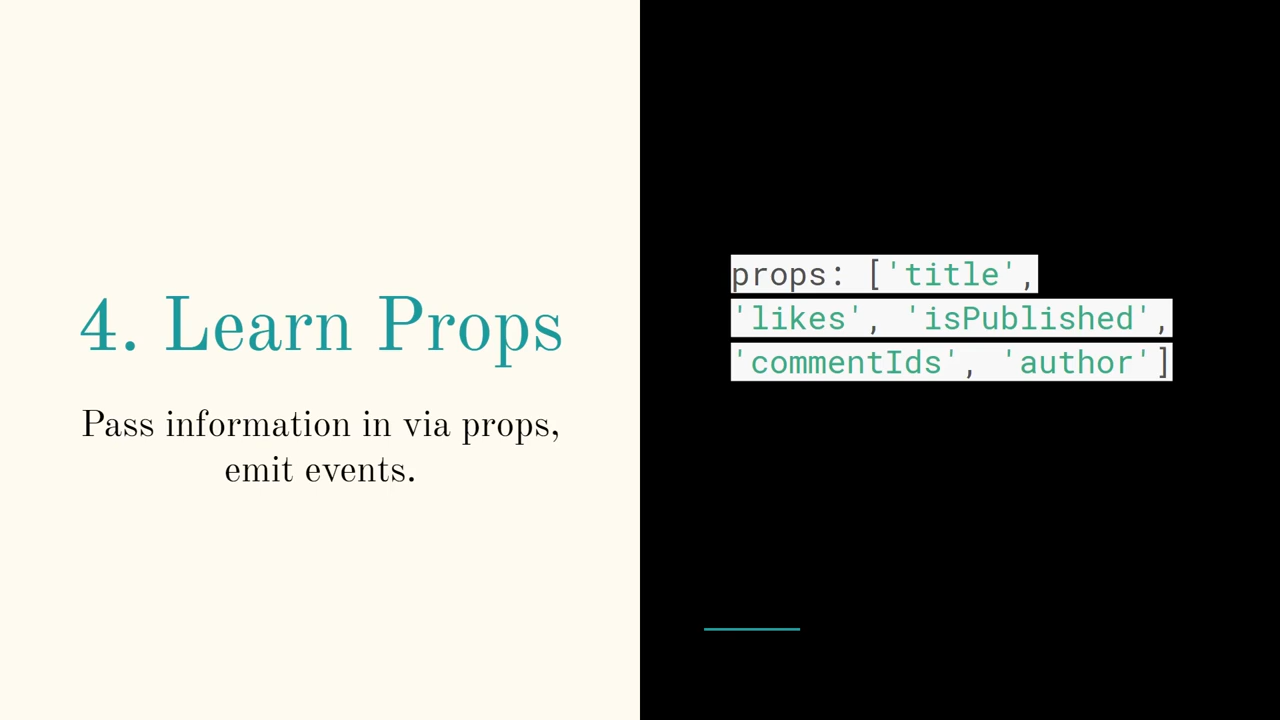 4. Learn Props
Pass information in via props,
emit events.
props: ['title',
'likes', 'isPublished',
'commentIds', 'author']